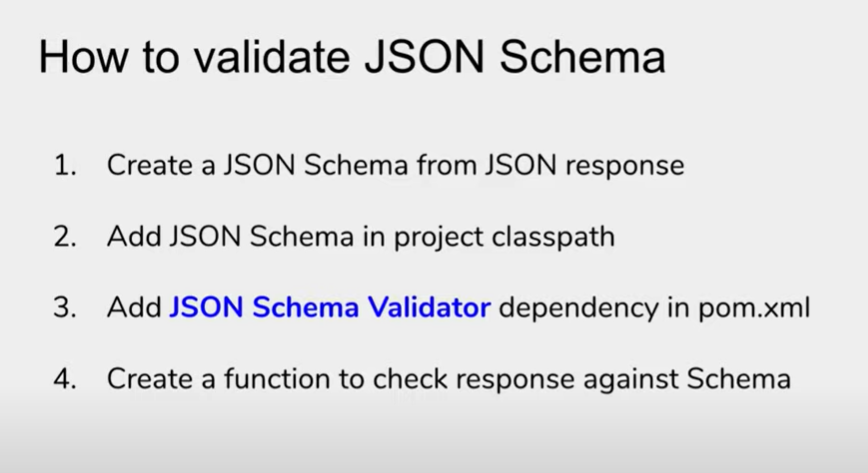 How to validate JSON Schema
1. Create a JSON Schema from JSON response
2. Add JSON Schema in project classpath
3. Add JSON Schema Validator dependency in pom.xml
4. Create a function to check response against Schema